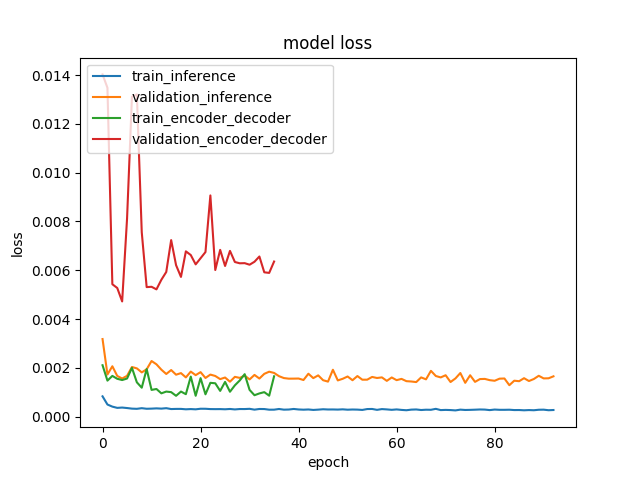 model loss
train_inference
validation_inference
train_encoder_decoder
validation_encoder_decoder
0.014
0.012
0.010
0.008
0.006
0.004
0.002
0.000
loss
0 20 40 60 80
epoch